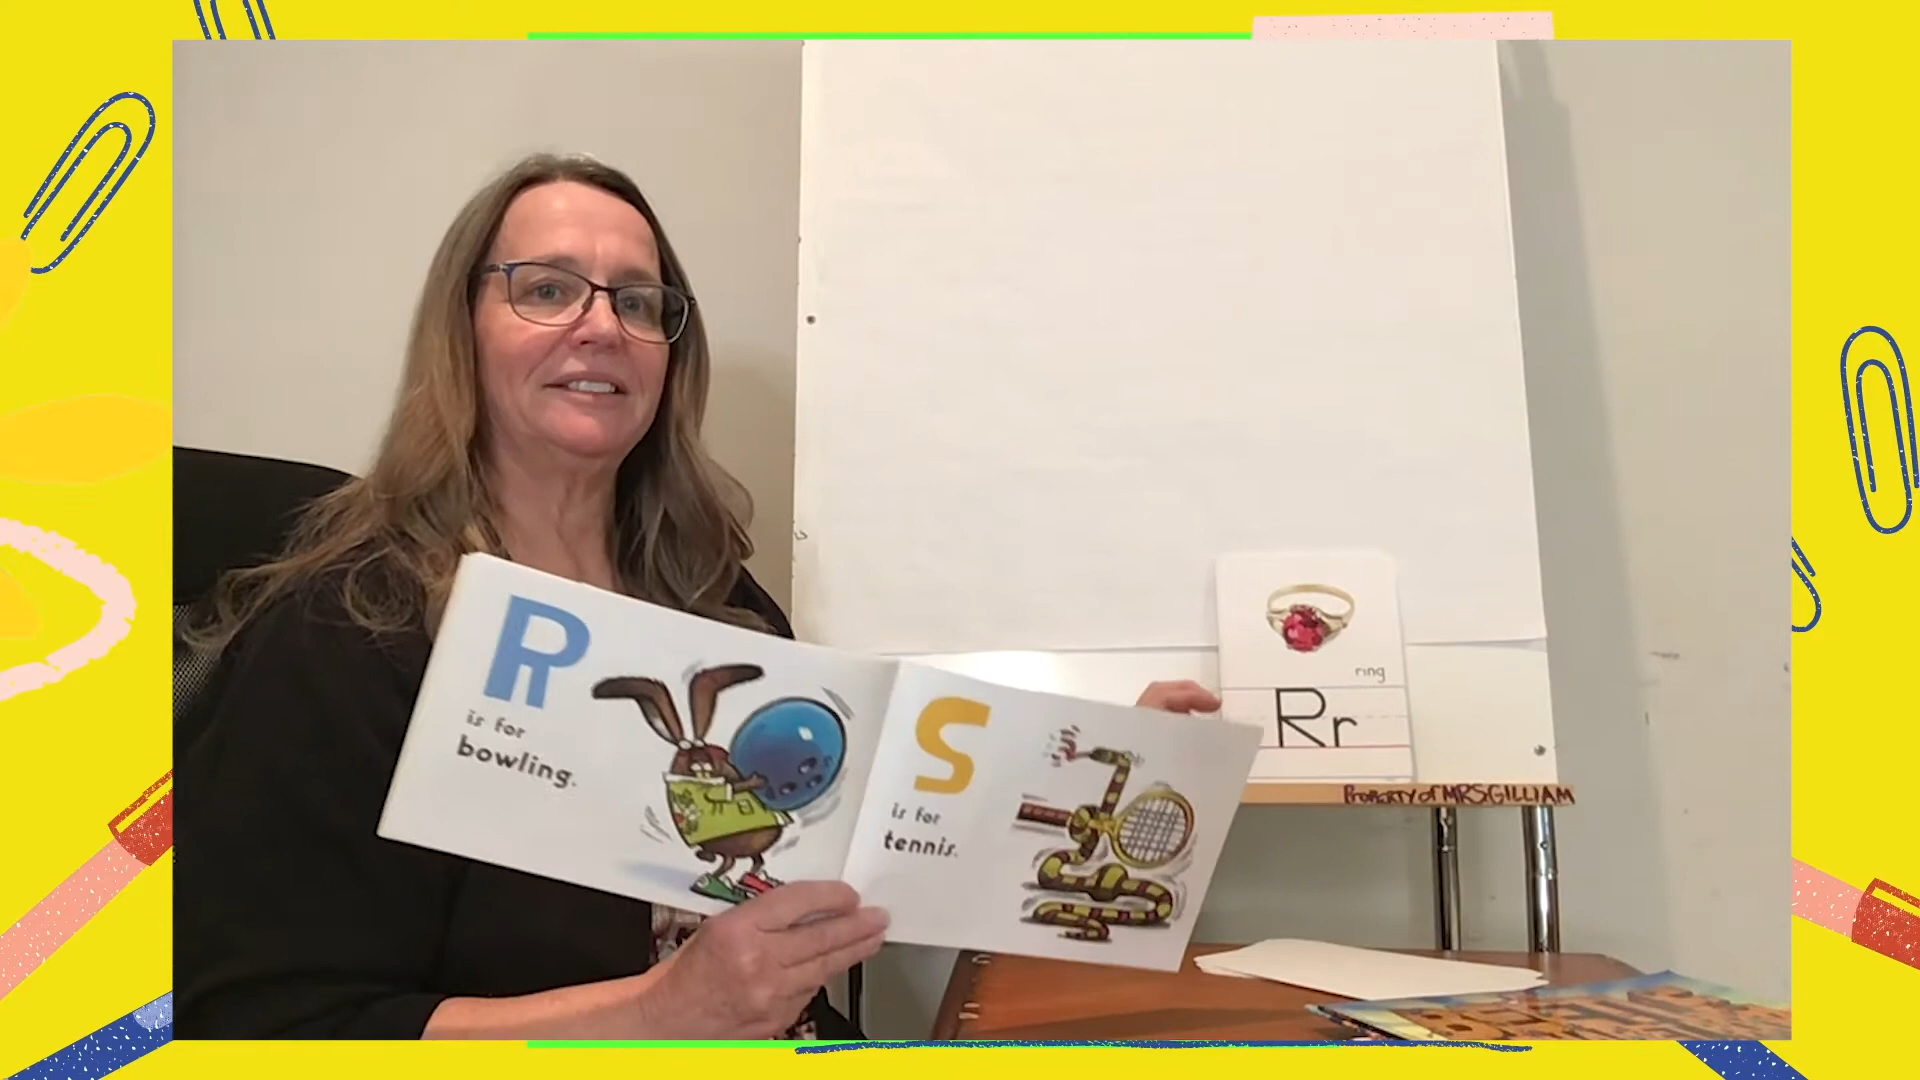 R
is for
bowling.
S
is for
tennis.
ring
Rr
PROPERTY of MRS.GILLIAM